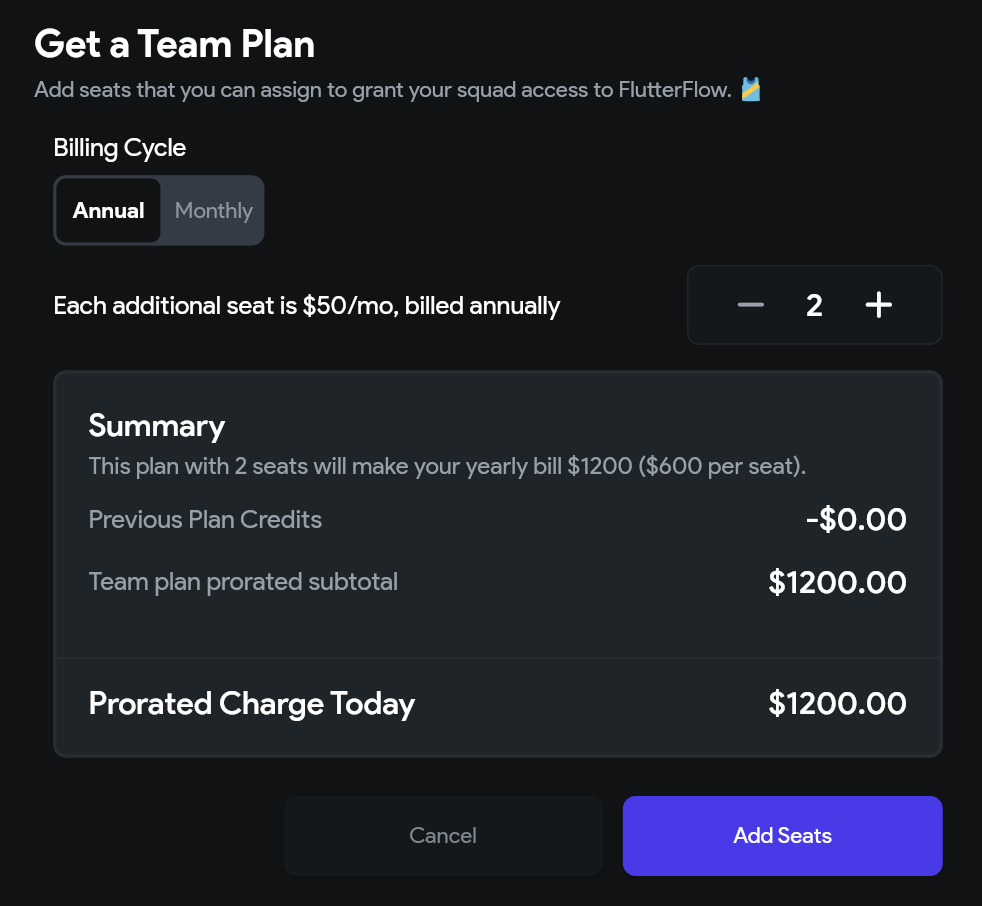 Get a Team Plan
Add seats that you can assign to grant your squad access to FlutterFlow. 🎽
Billing Cycle
Annual Monthly
Each additional seat is $50/mo, billed annually 2
Summary
This plan with 2 seats will make your yearly bill $1200 ($600 per seat).
Previous Plan Credits -$0.00
Team plan prorated subtotal $1200.00
Prorated Charge Today $1200.00
Cancel Add Seats